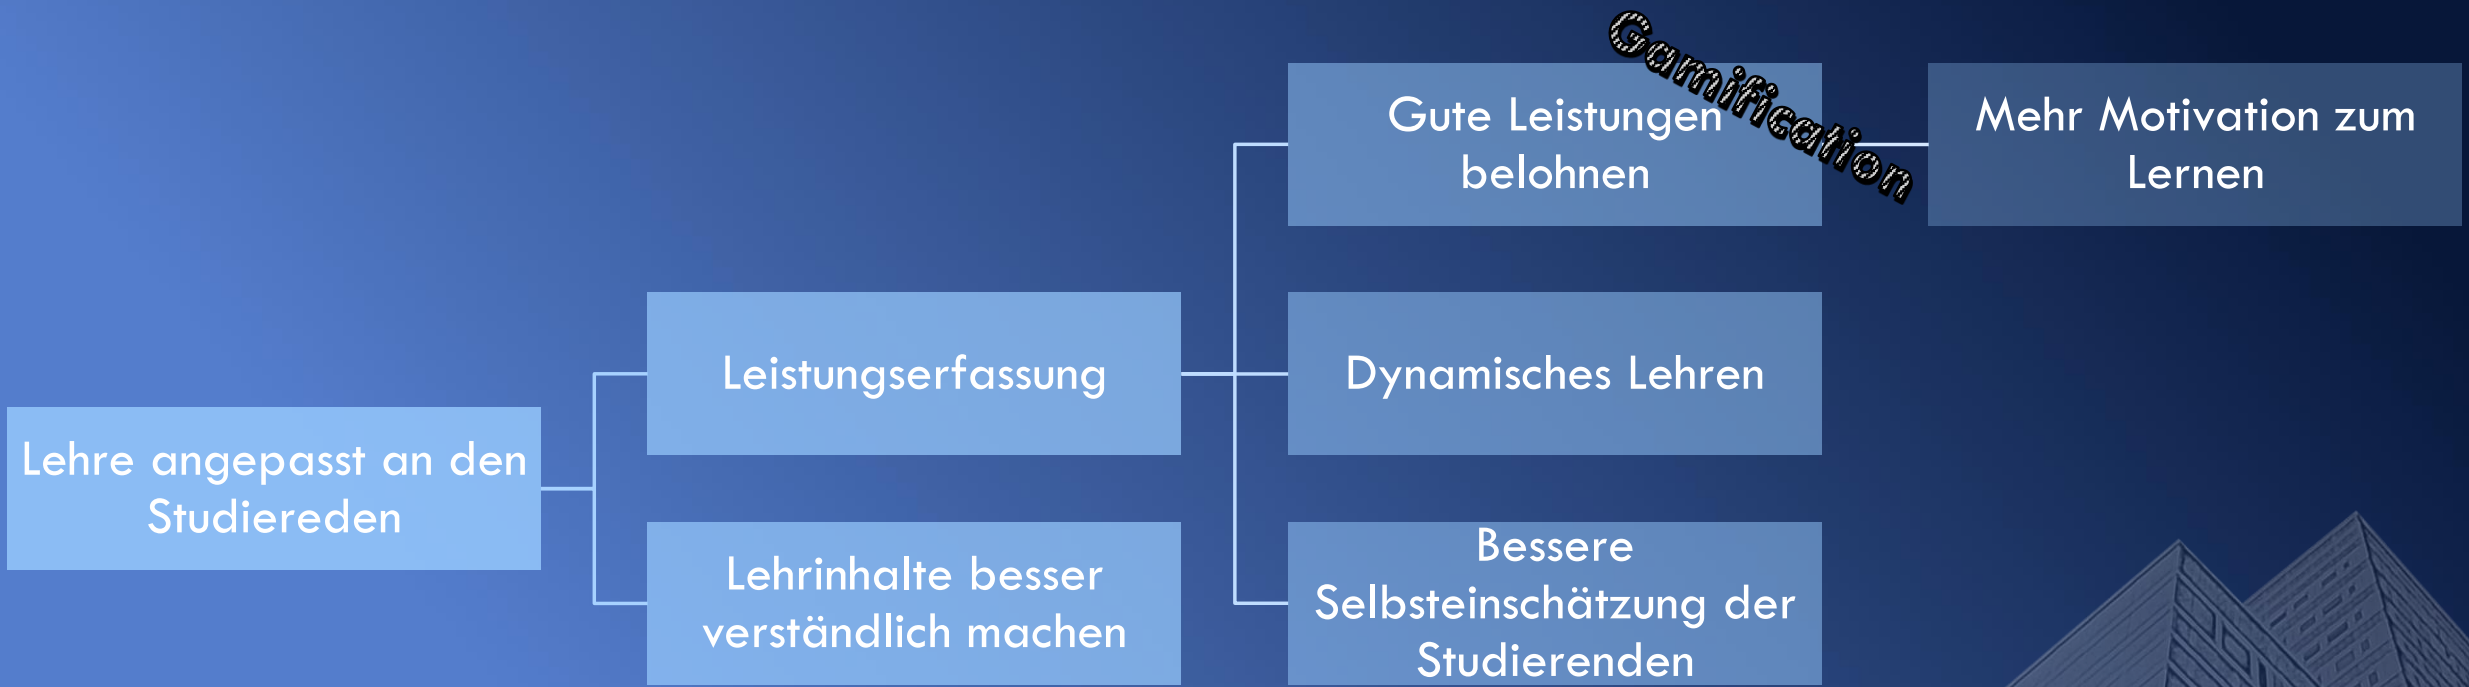 Gamification
Gute Leistungen
belohnen
Mehr Motivation zum
Lernen
Leistungserfassung
Dynamisches Lehren
Lehre angepasst an den
Studiereden
Lehrinhalte besser
verständlich machen
Bessere
Selbsteinschätzung der
Studierenden